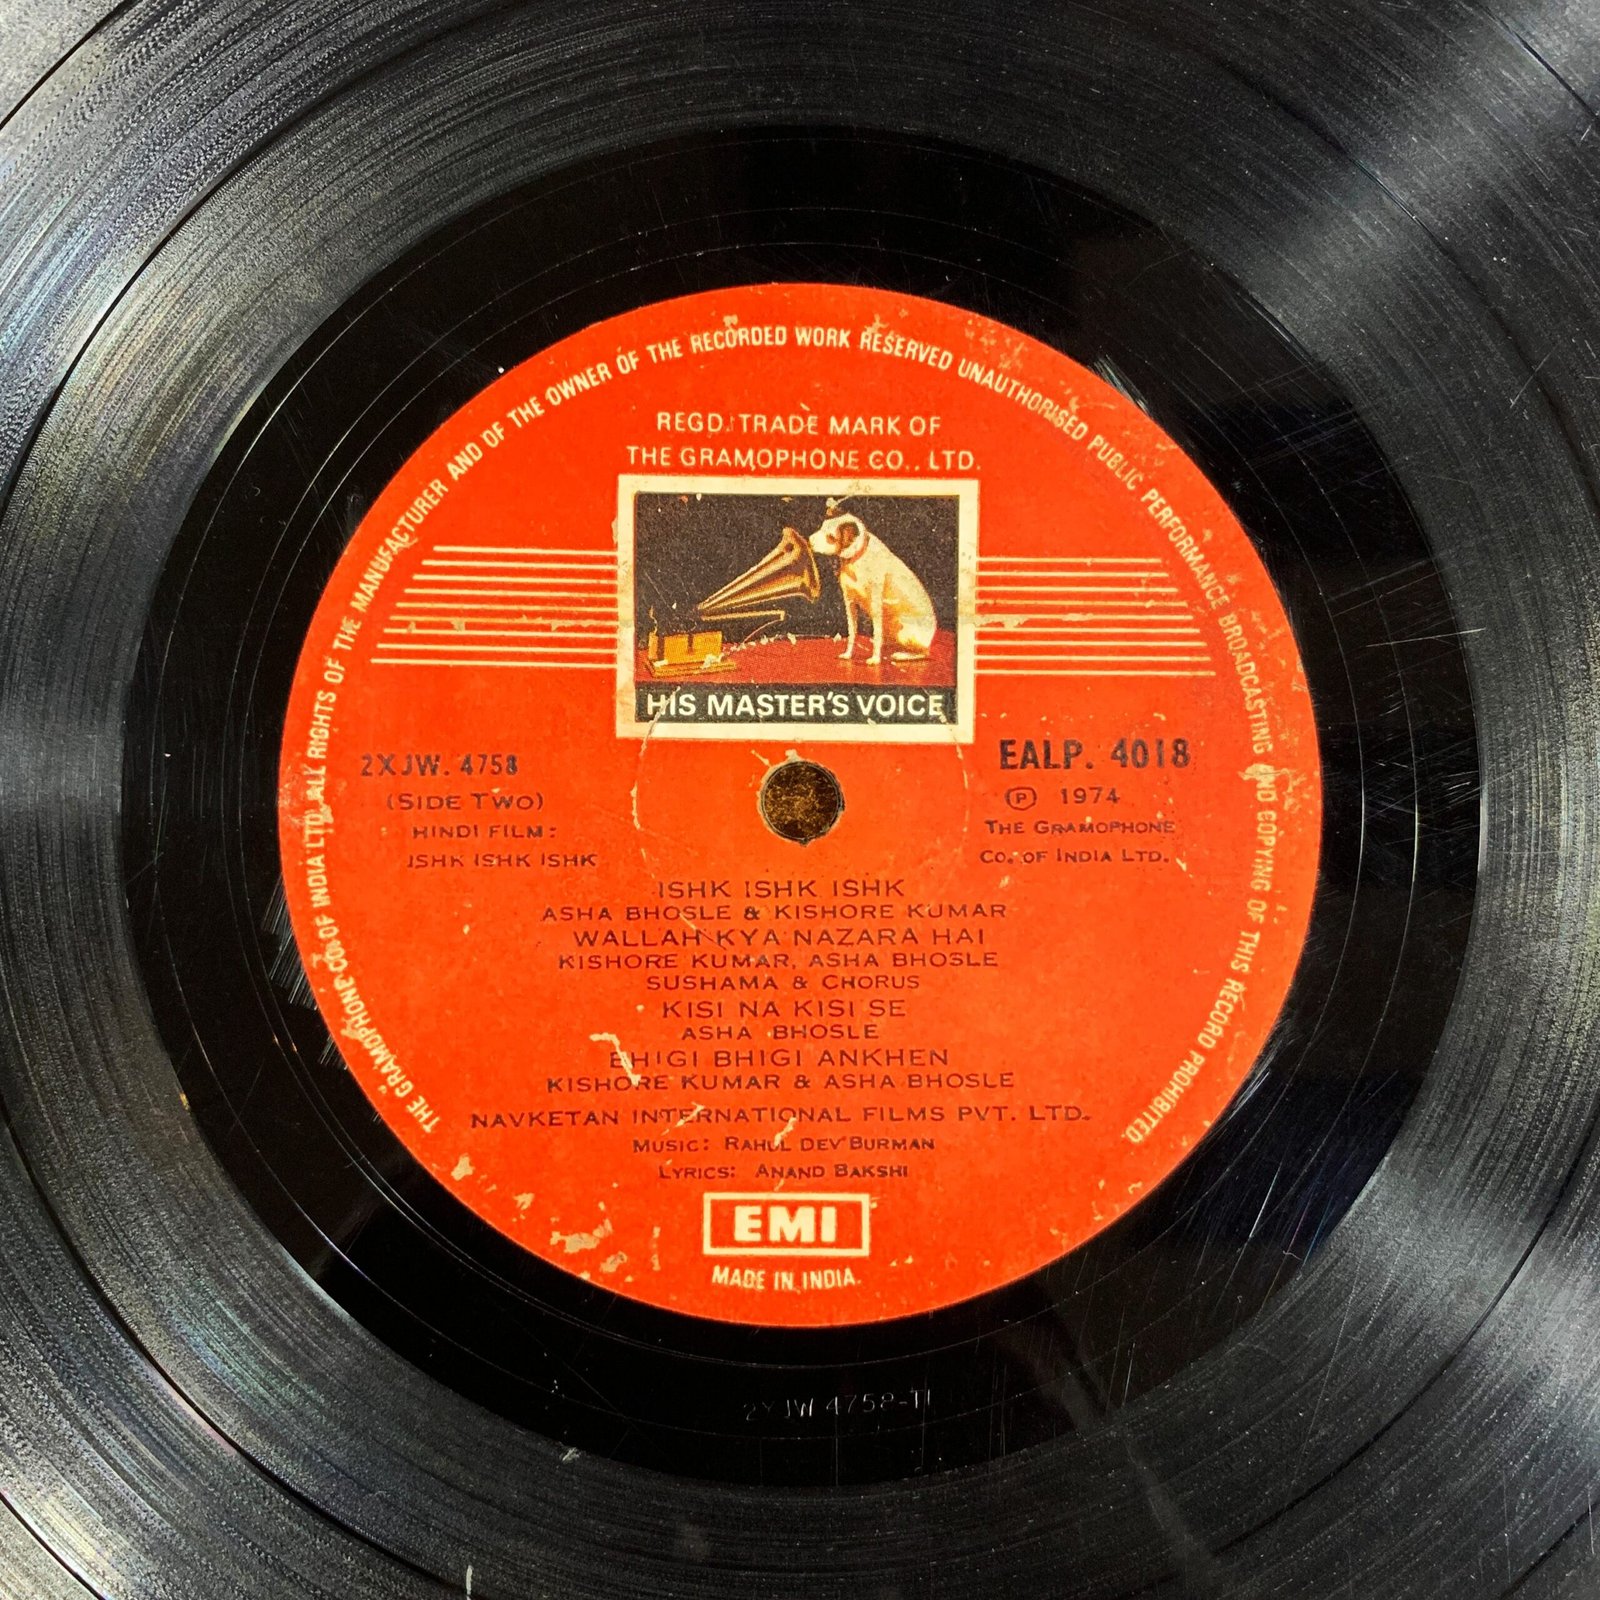 THE GRAMOPHONE CO. OF INDIA LTD. ALL RIGHTS OF THE MANUFACTURER AND OF THE OWNER OF THE RECORDED WORK RESERVED UNAUTHORISED PUBLIC PERFORMANCE BROADCASTING AND COPYING OF THIS RECORD PROHIBITED.
REGD. TRADE MARK OF
THE GRAMOPHONE CO., LTD.
HIS MASTER'S VOICE
2XJW. 4758
(SIDE TWO)
HINDI FILM:
ISHK ISHK ISHK
EALP. 4018
Ⓟ 1974
THE GRAMOPHONE
CO. OF INDIA LTD.
ISHK ISHK ISHK
ASHA BHOSLE & KISHORE KUMAR
WALLAH KYA NAZARA HAI
KISHORE KUMAR, ASHA BHOSLE
SUSHAMA & CHORUS
KISI NA KISI SE
ASHA BHOSLE
BHIGI BHIGI ANKHEN
KISHORE KUMAR & ASHA BHOSLE
NAVKETAN INTERNATIONAL FILMS PVT. LTD.
MUSIC: RAHUL DEV BURMAN
LYRICS: ANAND BAKSHI
EMI
MADE IN INDIA.